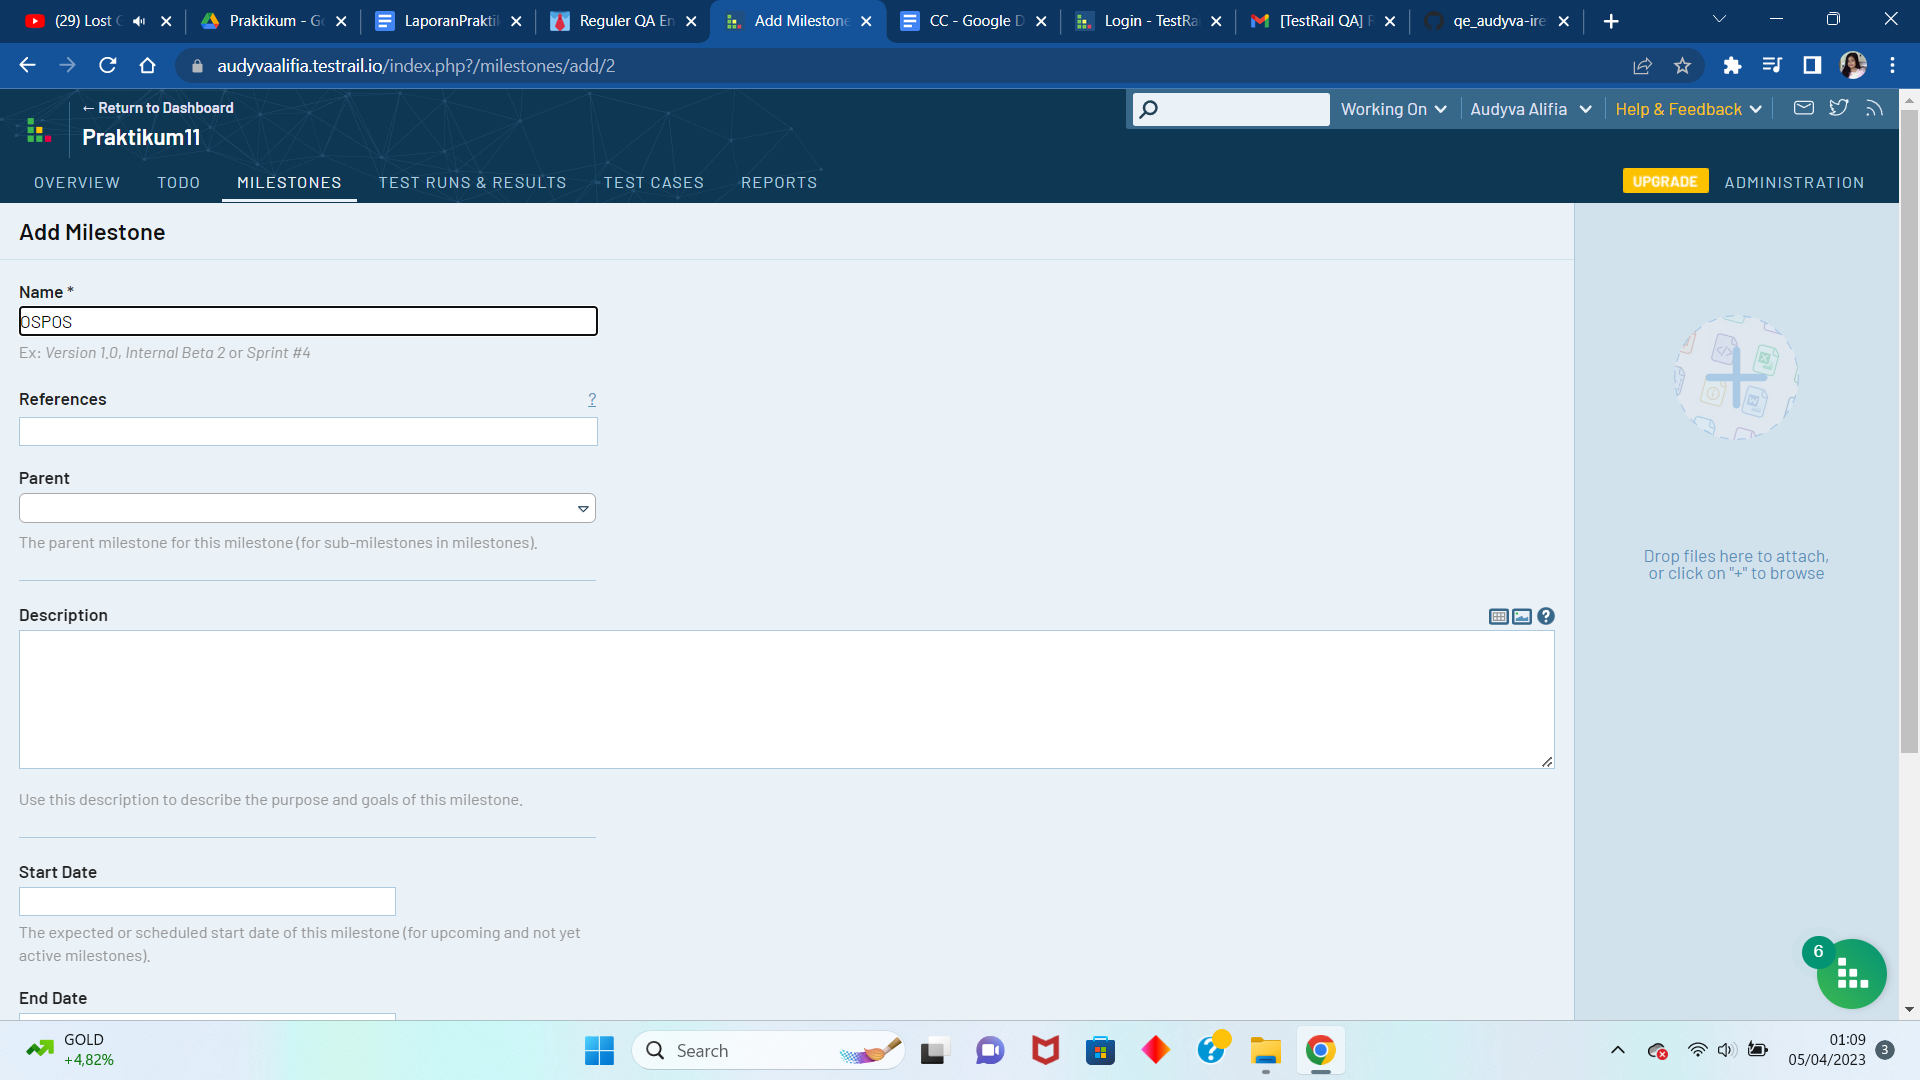 (29) Lost
Praktikum - G
LaporanPrakti
Reguler QA En
Add Milestone
CC - Google D
Login - TestRa
[TestRail QA]
qe_audyva-ire
audyvaalifia.testrail.io/index.php?/milestones/add/2
← Return to Dashboard
Praktikum11
Working On
Audyva Alifia
Help & Feedback
OVERVIEW
TODO
MILESTONES
TEST RUNS & RESULTS
TEST CASES
REPORTS
UPGRADE
ADMINISTRATION
Add Milestone
Name *
OSPOS
Ex: Version 1.0, Internal Beta 2 or Sprint #4
References
?
Parent
The parent milestone for this milestone (for sub-milestones in milestones).
Drop files here to attach,
or click on "+" to browse
Description
Use this description to describe the purpose and goals of this milestone.
Start Date
The expected or scheduled start date of this milestone (for upcoming and not yet
active milestones).
6
End Date
GOLD
+4,82%
Search
01:09
05/04/2023
3